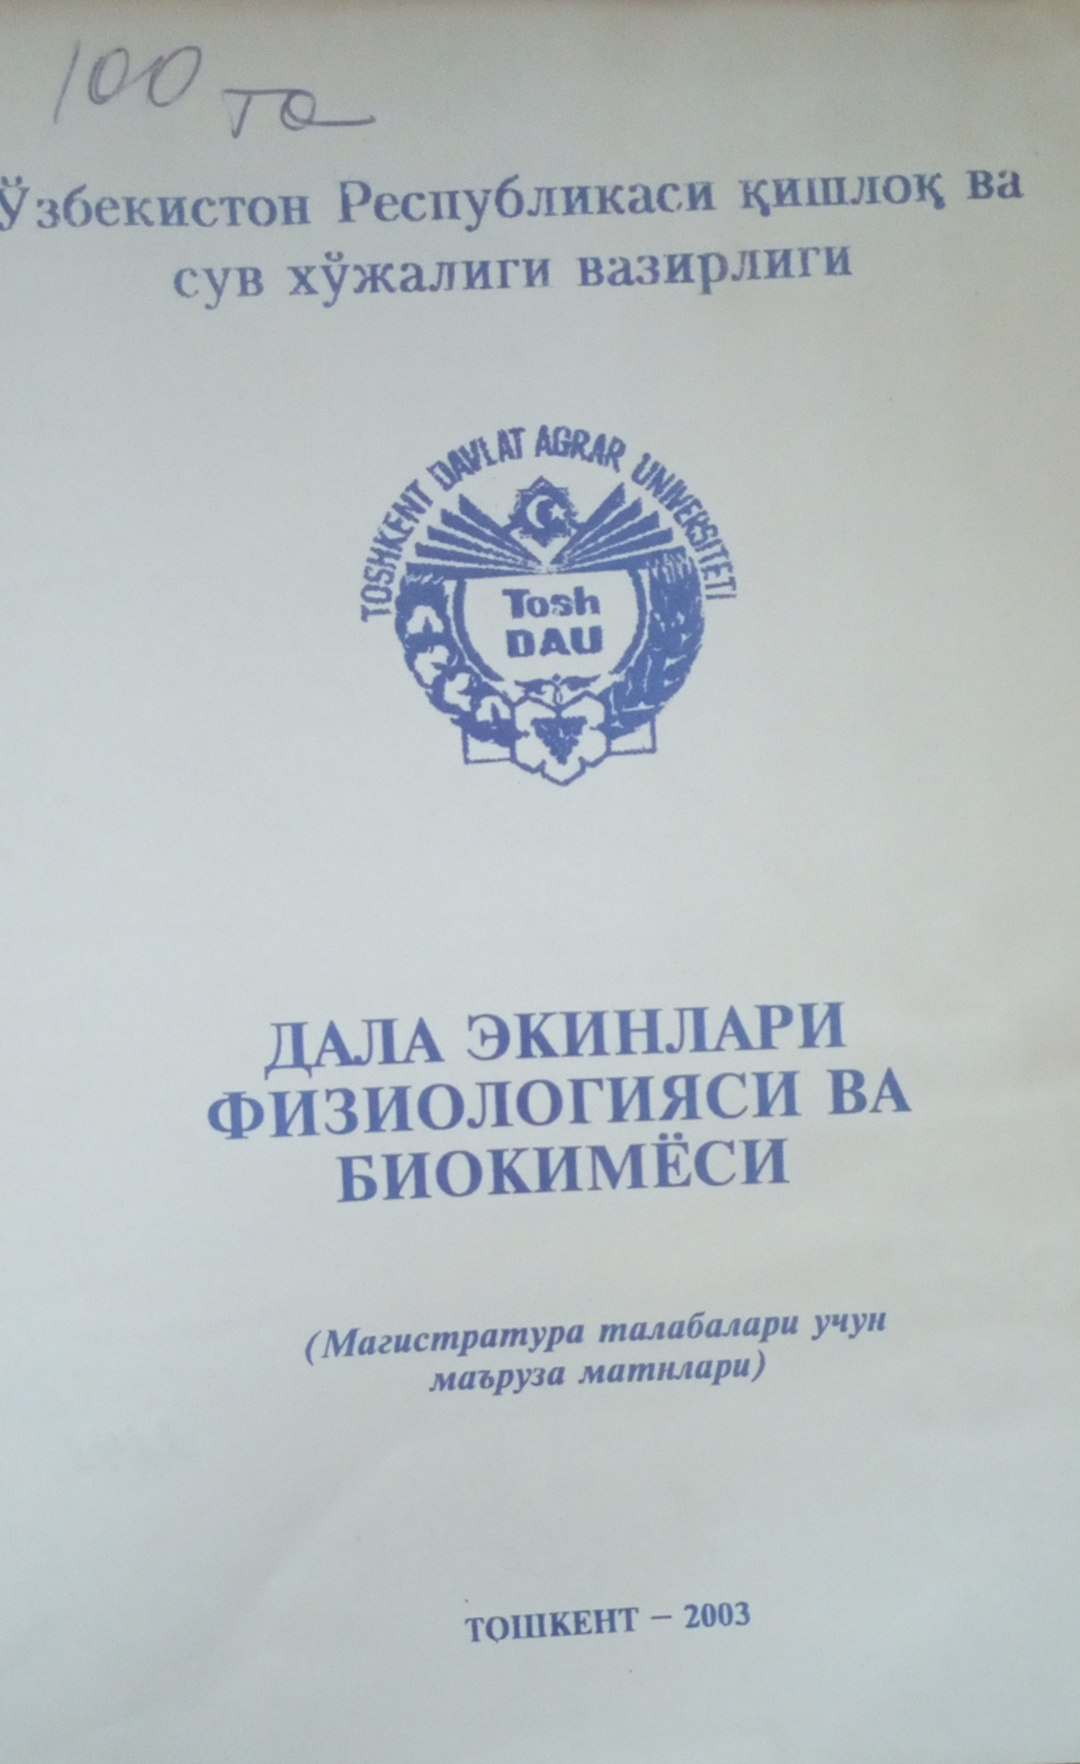 100 та
Ўзбекистон Республикаси қишлоқ ва
сув хўжалиги вазирлиги
TOSHKENT DAVLAT AGRAR UNIVERSITETI
Tosh
DAU
ДАЛА ЭКИНЛАРИ
ФИЗИОЛОГИЯСИ ВА
БИОКИМЁСИ
(Магистратура талабалари учун
маъруза матнлари)
ТОШКЕНТ – 2003